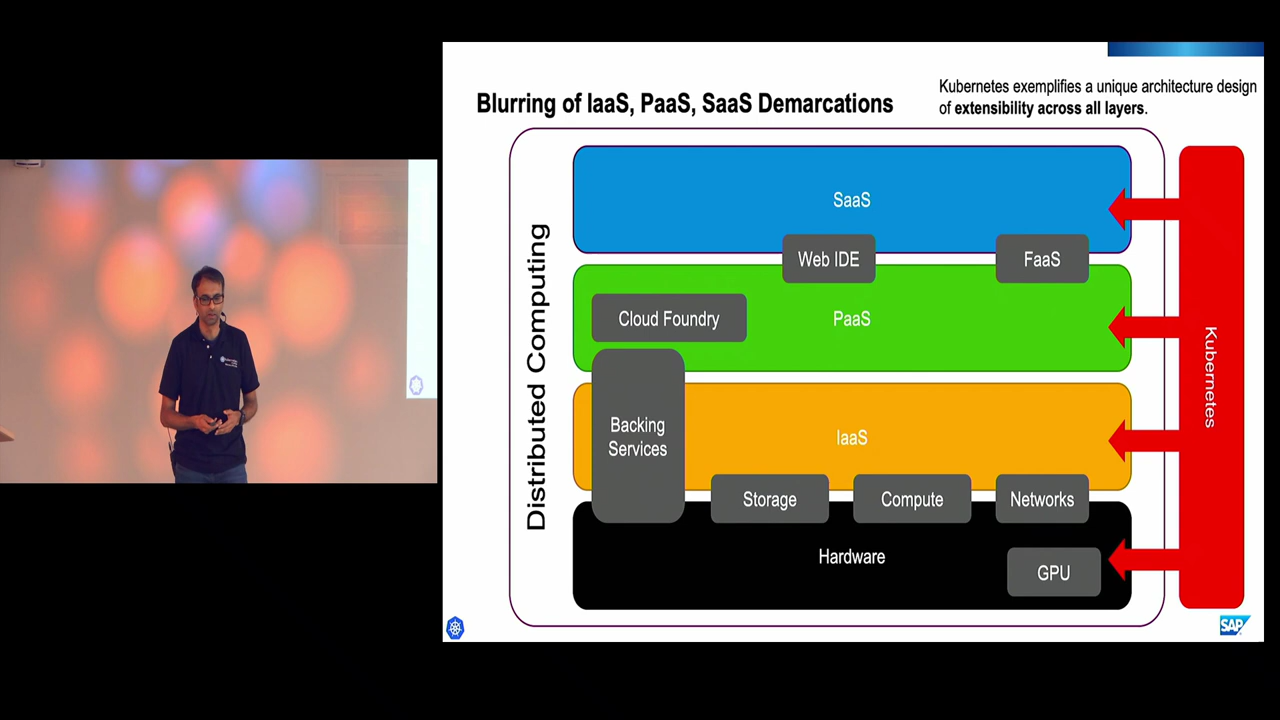 Blurring of IaaS, PaaS, SaaS Demarcations
Kubernetes exemplifies a unique architecture design
of extensibility across all layers.
Distributed Computing
SaaS
Web IDE
FaaS
Cloud Foundry
PaaS
Backing
Services
IaaS
Storage
Compute
Networks
Hardware
GPU
Kubernetes
SAP